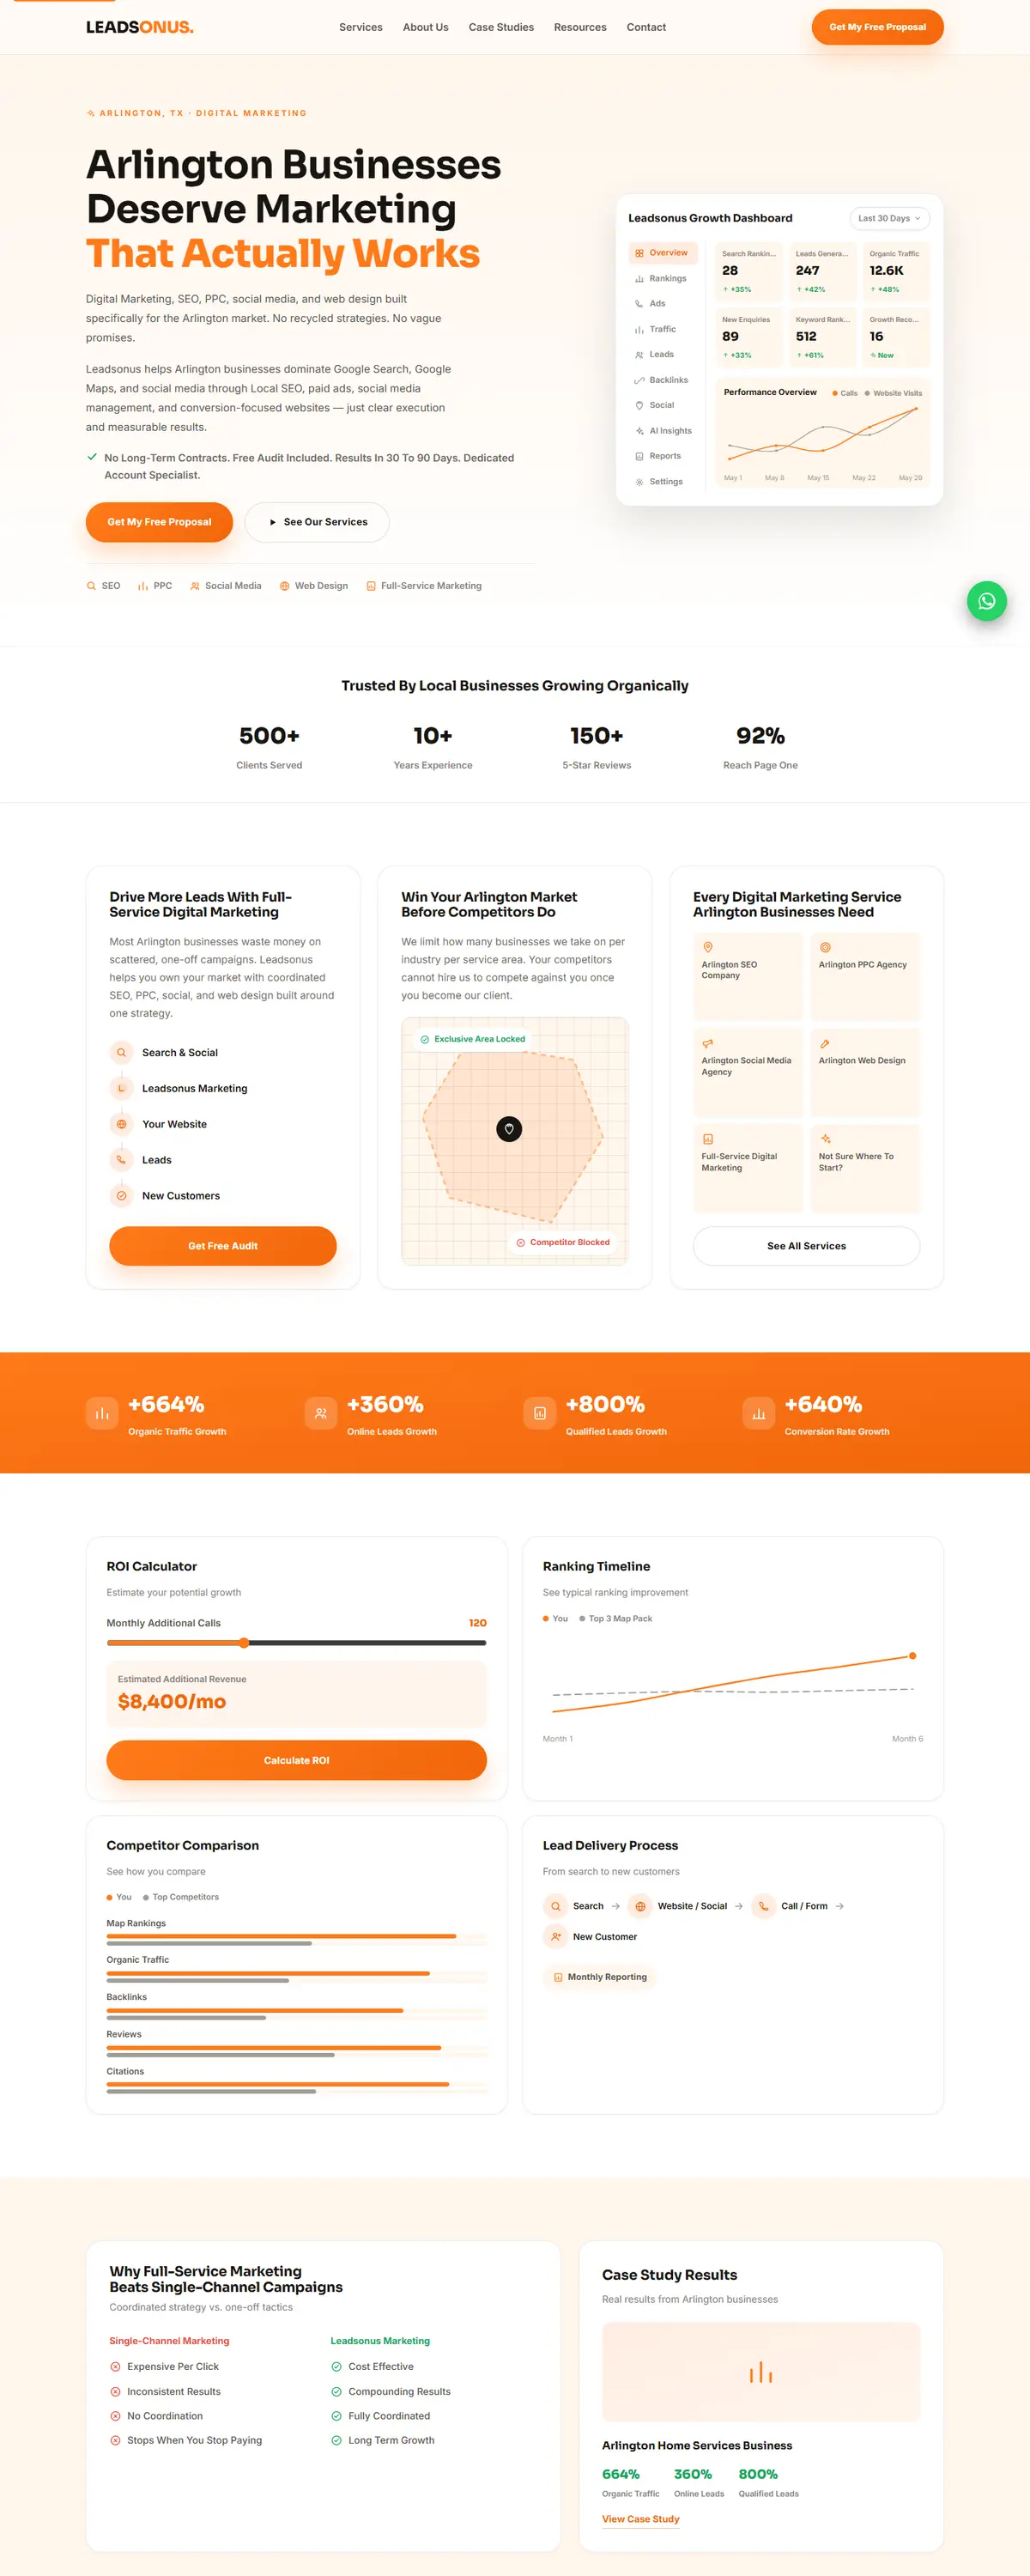 LEADSONUS.
Services
About Us
Case Studies
Resources
Contact
Get My Free Proposal
ARLINGTON, TX · DIGITAL MARKETING
Arlington Businesses
Deserve Marketing
That Actually Works
Digital Marketing, SEO, PPC, social media, and web design built
specifically for the Arlington market. No recycled strategies. No vague
promises.
Leadsonus helps Arlington businesses dominate Google Search, Google
Maps, and social media through Local SEO, paid ads, social media
management, and conversion-focused websites — just clear execution
and measurable results.
No Long-Term Contracts. Free Audit Included. Results In 30 To 90 Days. Dedicated
Account Specialist.
Get My Free Proposal
See Our Services
SEO
PPC
Social Media
Web Design
Full-Service Marketing
Leadsonus Growth Dashboard
Last 30 Days
Overview
Rankings
Ads
Traffic
Leads
Backlinks
Social
AI Insights
Reports
Settings
Search Rankin...
28
↑ +35%
Leads Genera...
247
↑ +42%
Organic Traffic
12.6K
↑ +48%
New Enquiries
89
↑ +33%
Keyword Rank...
512
↑ +61%
Growth Reco...
16
New
Performance Overview
Calls
Website Visits
May 1
May 8
May 15
May 22
May 29
Trusted By Local Businesses Growing Organically
500+
Clients Served
10+
Years Experience
150+
5-Star Reviews
92%
Reach Page One
Drive More Leads With Full-
Service Digital Marketing
Most Arlington businesses waste money on
scattered, one-off campaigns. Leadsonus
helps you own your market with coordinated
SEO, PPC, social, and web design built around
one strategy.
Search & Social
L
Leadsonus Marketing
Your Website
Leads
New Customers
Get Free Audit
Win Your Arlington Market
Before Competitors Do
We limit how many businesses we take on per
industry per service area. Your competitors
cannot hire us to compete against you once
you become our client.
Exclusive Area Locked
Competitor Blocked
Every Digital Marketing Service
Arlington Businesses Need
Arlington SEO
Company
Arlington PPC Agency
Arlington Social Media
Agency
Arlington Web Design
Full-Service Digital
Marketing
Not Sure Where To
Start?
See All Services
+664%
Organic Traffic Growth
+360%
Online Leads Growth
+800%
Qualified Leads Growth
+640%
Conversion Rate Growth
ROI Calculator
Estimate your potential growth
Monthly Additional Calls
120
Estimated Additional Revenue
$8,400/mo
Calculate ROI
Ranking Timeline
See typical ranking improvement
You
Top 3 Map Pack
Month 1
Month 6
Competitor Comparison
See how you compare
You
Top Competitors
Map Rankings
Organic Traffic
Backlinks
Reviews
Citations
Lead Delivery Process
From search to new customers
Search →
Website / Social →
Call / Form →
New Customer
Monthly Reporting
Why Full-Service Marketing
Beats Single-Channel Campaigns
Coordinated strategy vs. one-off tactics
Single-Channel Marketing
Expensive Per Click
Inconsistent Results
No Coordination
Stops When You Stop Paying
Leadsonus Marketing
Cost Effective
Compounding Results
Fully Coordinated
Long Term Growth
Case Study Results
Real results from Arlington businesses
Arlington Home Services Business
664%
Organic Traffic
360%
Online Leads
800%
Qualified Leads
View Case Study